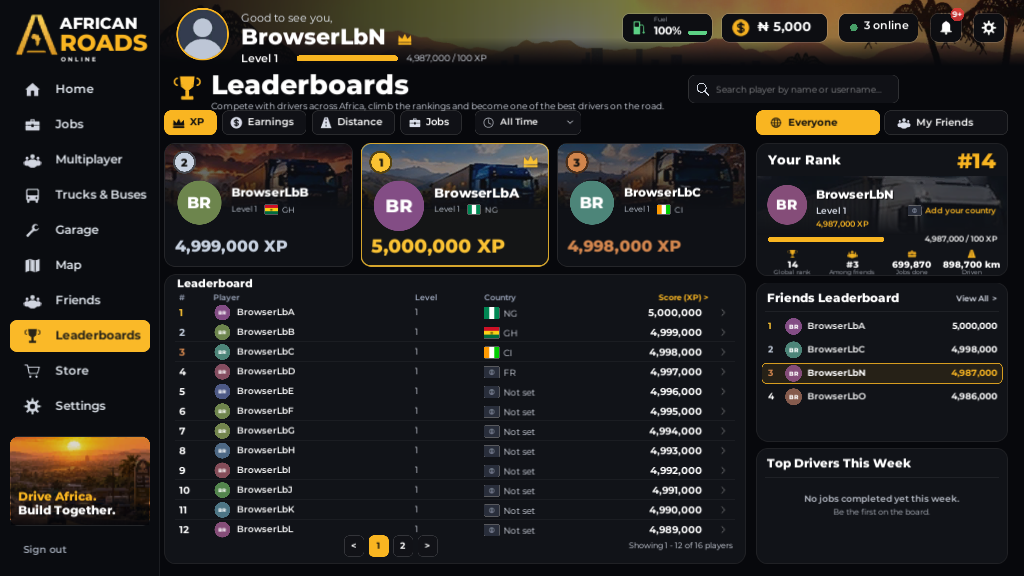 AFRICAN
ROADS
ONLINE
Good to see you,
BrowserLbN
Level 1
4,987,000 / 100 XP
Fuel
100%
$ ₦ 5,000
3 online
9+
Home
Jobs
Multiplayer
Trucks & Buses
Garage
Map
Friends
Leaderboards
Store
Settings
Drive Africa.
Build Together.
Sign out
Leaderboards
Compete with drivers across Africa, climb the rankings and become one of the best drivers on the road.
Search player by name or username...
XP
$ Earnings
Distance
Jobs
All Time
Everyone
My Friends
2
BR
BrowserLbB
Level 1 GH
4,999,000 XP
1
BR
BrowserLbA
Level 1 NG
5,000,000 XP
3
BR
BrowserLbC
Level 1 CI
4,998,000 XP
Leaderboard
# Player Level Country Score (XP) >
1 BR BrowserLbA 1 NG 5,000,000 >
2 BR BrowserLbB 1 GH 4,999,000 >
3 BR BrowserLbC 1 CI 4,998,000 >
4 BR BrowserLbD 1 FR 4,997,000 >
5 BR BrowserLbE 1 Not set 4,996,000 >
6 BR BrowserLbF 1 Not set 4,995,000 >
7 BR BrowserLbG 1 Not set 4,994,000 >
8 BR BrowserLbH 1 Not set 4,993,000 >
9 BR BrowserLbI 1 Not set 4,992,000 >
10 BR BrowserLbJ 1 Not set 4,991,000 >
11 BR BrowserLbK 1 Not set 4,990,000 >
12 BR BrowserLbL 1 Not set 4,989,000 >
< 1 2 >
Showing 1 - 12 of 16 players
Your Rank #14
BR
BrowserLbN
Level 1
Add your country
4,987,000 XP
4,987,000 / 100 XP
14 #3 699,870 898,700 km
Global rank Among friends Jobs done Driven
Friends Leaderboard View All >
1 BR BrowserLbA 5,000,000
2 BR BrowserLbC 4,998,000
3 BR BrowserLbN 4,987,000
4 BR BrowserLbO 4,986,000
Top Drivers This Week
No jobs completed yet this week.
Be the first on the board.